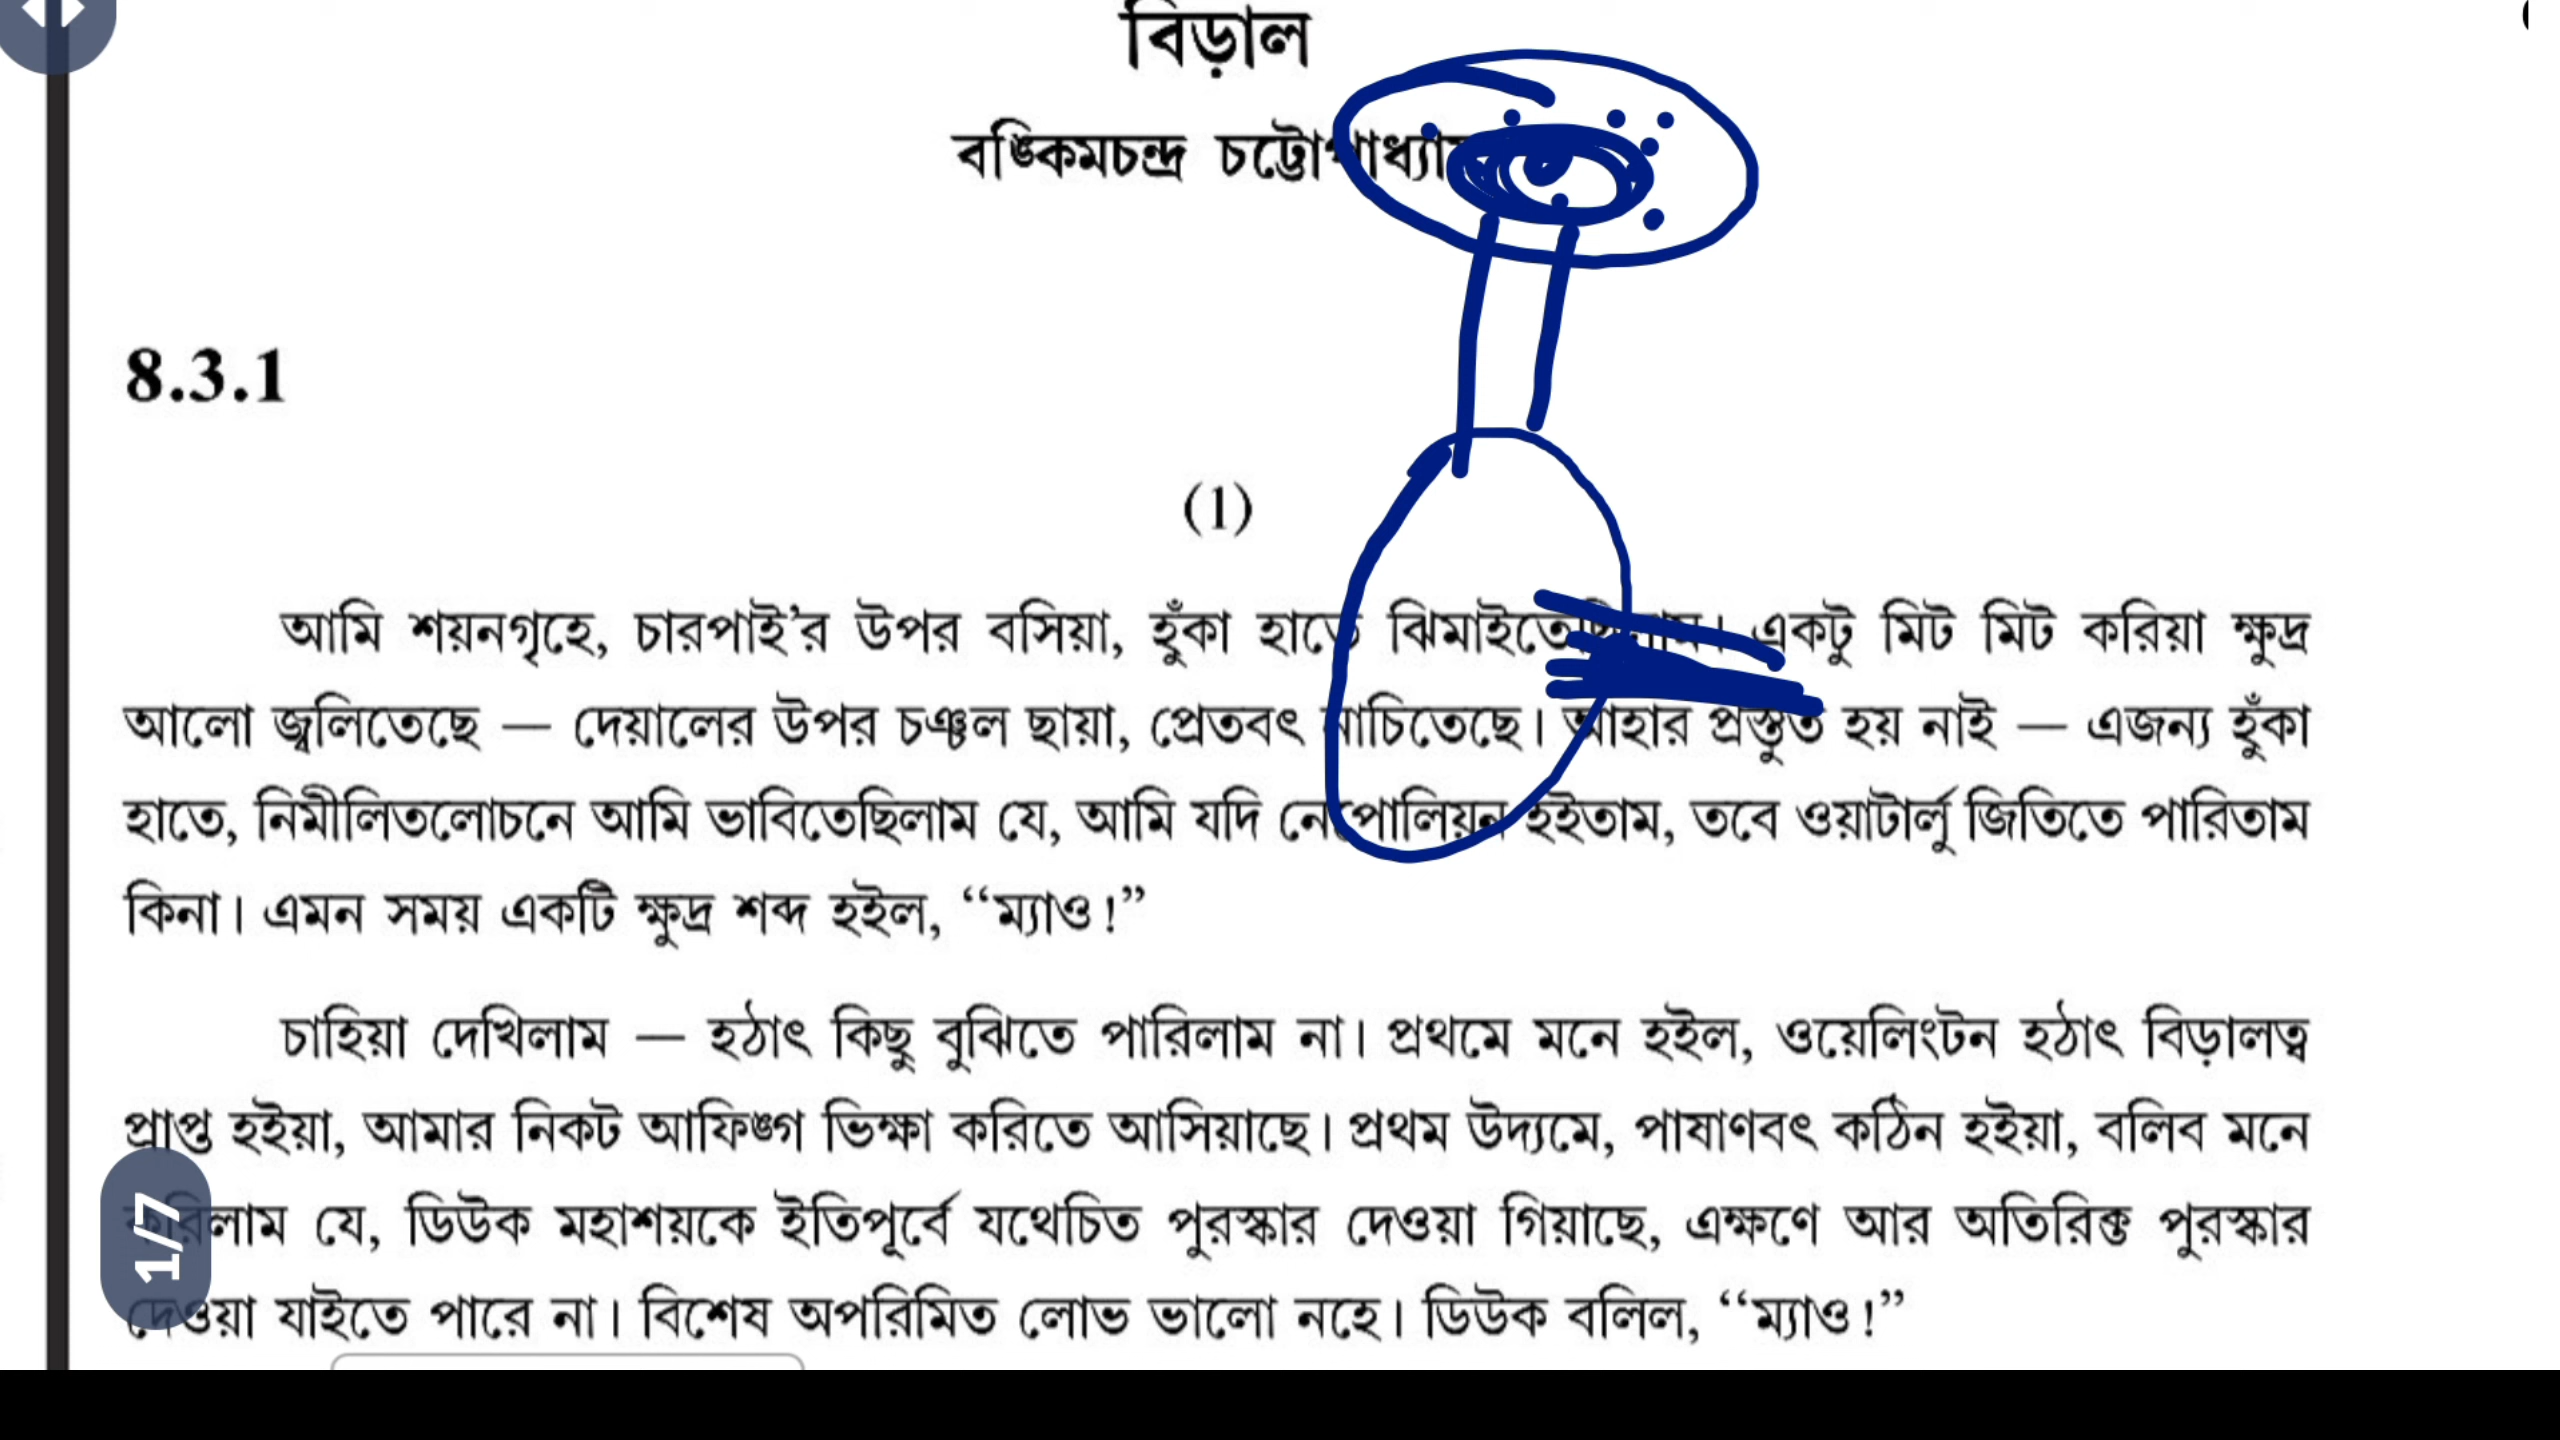 বিড়াল
বঙ্কিমচন্দ্র চট্টোপাধ্যায়
8.3.1
(1)
আমি শয়নগৃহে, চারপাই’র উপর বসিয়া, হুঁকা হাতে ঝিমাইতেছিলাম। একটু মিট মিট করিয়া ক্ষুদ্র
আলো জ্বলিতেছে — দেয়ালের উপর চঞ্চল ছায়া, প্রেতবৎ নাচিতেছে। আহার প্রস্তুত হয় নাই — এজন্য হুঁকা
হাতে, নিমীলিতলোচনে আমি ভাবিতেছিলাম যে, আমি যদি নেপোলিয়ন হইতাম, তবে ওয়াটার্লু জিতিতে পারিতাম
কিনা। এমন সময় একটি ক্ষুদ্র শব্দ হইল, “ম্যাও!”
চাহিয়া দেখিলাম — হঠাৎ কিছু বুঝিতে পারিলাম না। প্রথমে মনে হইল, ওয়েলিংটন হঠাৎ বিড়ালত্ব
প্রাপ্ত হইয়া, আমার নিকট আফিঙ্গ ভিক্ষা করিতে আসিয়াছে। প্রথম উদ্যমে, পাষাণবৎ কঠিন হইয়া, বলিব মনে
করিলাম যে, ডিউক মহাশয়কে ইতিপূর্বে যথেচিত পুরস্কার দেওয়া গিয়াছে, এক্ষণে আর অতিরিক্ত পুরস্কার
দেওয়া যাইতে পারে না। বিশেষ অপরিমিত লোভ ভালো নহে। ডিউক বলিল, “ম্যাও!”
1/7